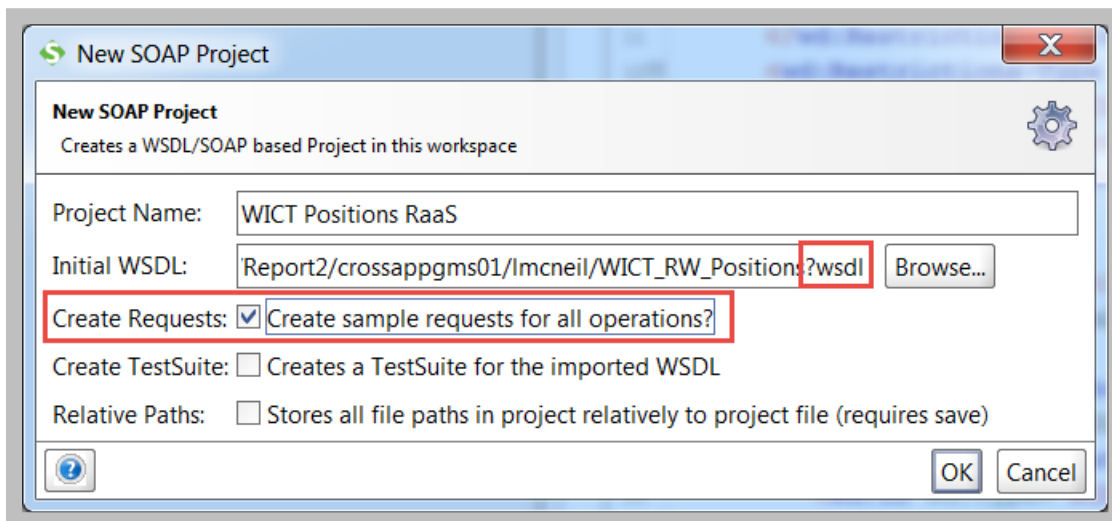 New SOAP Project
New SOAP Project
Creates a WSDL/SOAP based Project in this workspace
Project Name: WICT Positions RaaS
Initial WSDL: 'Report2/crossappgms01/lmcneil/WICT_RW_Positions?wsdl Browse...
Create Requests: Create sample requests for all operations?
Create TestSuite: Creates a TestSuite for the imported WSDL
Relative Paths: Stores all file paths in project relatively to project file (requires save)
OK Cancel